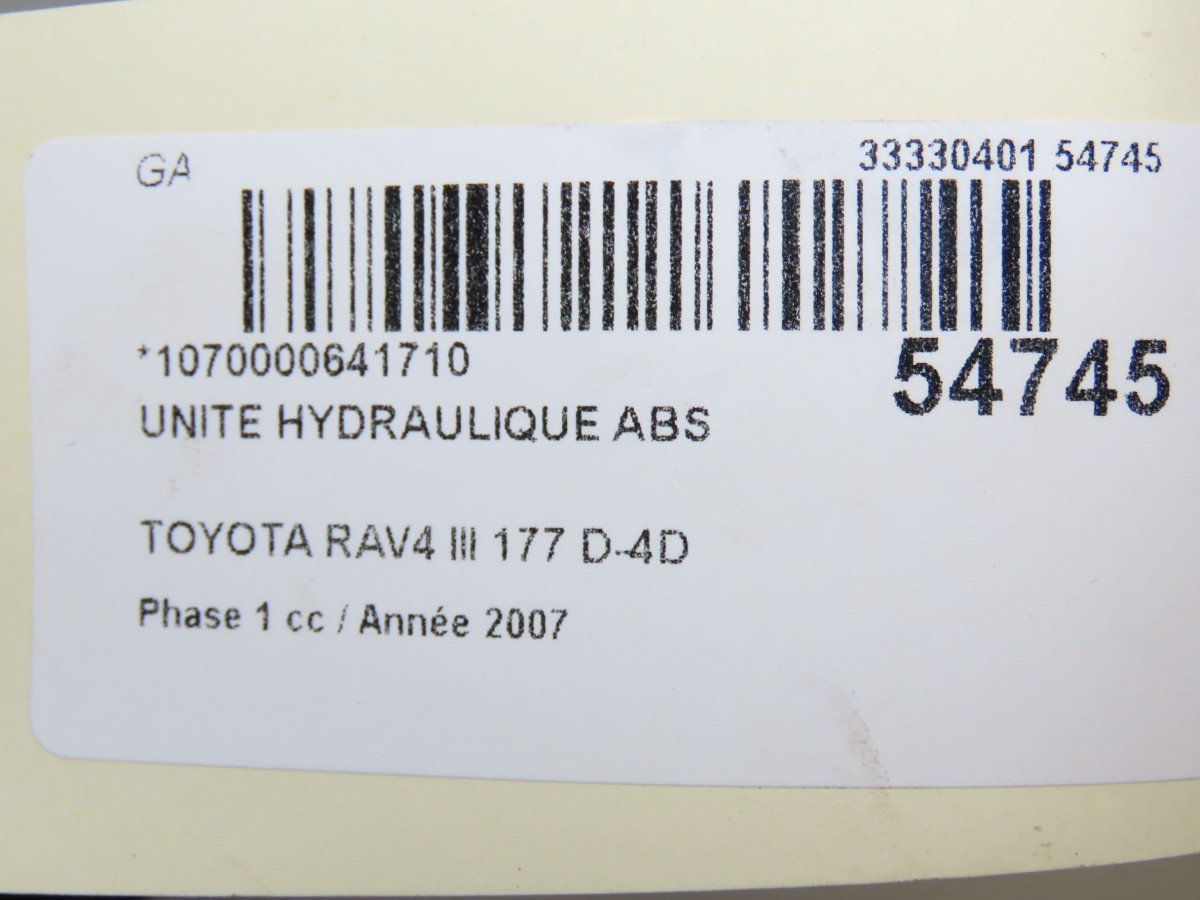 GA
33330401 54745
*1070000641710
54745
UNITE HYDRAULIQUE ABS
TOYOTA RAV4 III 177 D-4D
Phase 1 cc / Année 2007